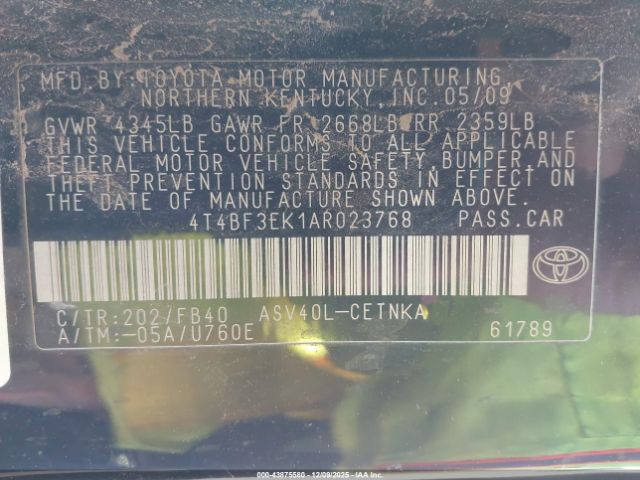 MFD. BY: TOYOTA MOTOR MANUFACTURING,
NORTHERN KENTUCKY, INC. 05/09
GVWR 4345LB GAWR FR 2668LB RR 2359LB
THIS VEHICLE CONFORMS TO ALL APPLICABLE
FEDERAL MOTOR VEHICLE SAFETY, BUMPER, AND
THEFT PREVENTION STANDARDS IN EFFECT ON
THE DATE OF MANUFACTURE SHOWN ABOVE.
4T4BF3EK1AR023768 PASS.CAR
C/TR:202/FB40 ASV40L-CETNKA
A/TM:-05A/U760E 61789
000-43875580 | 12/09/2025 - IAA Inc.